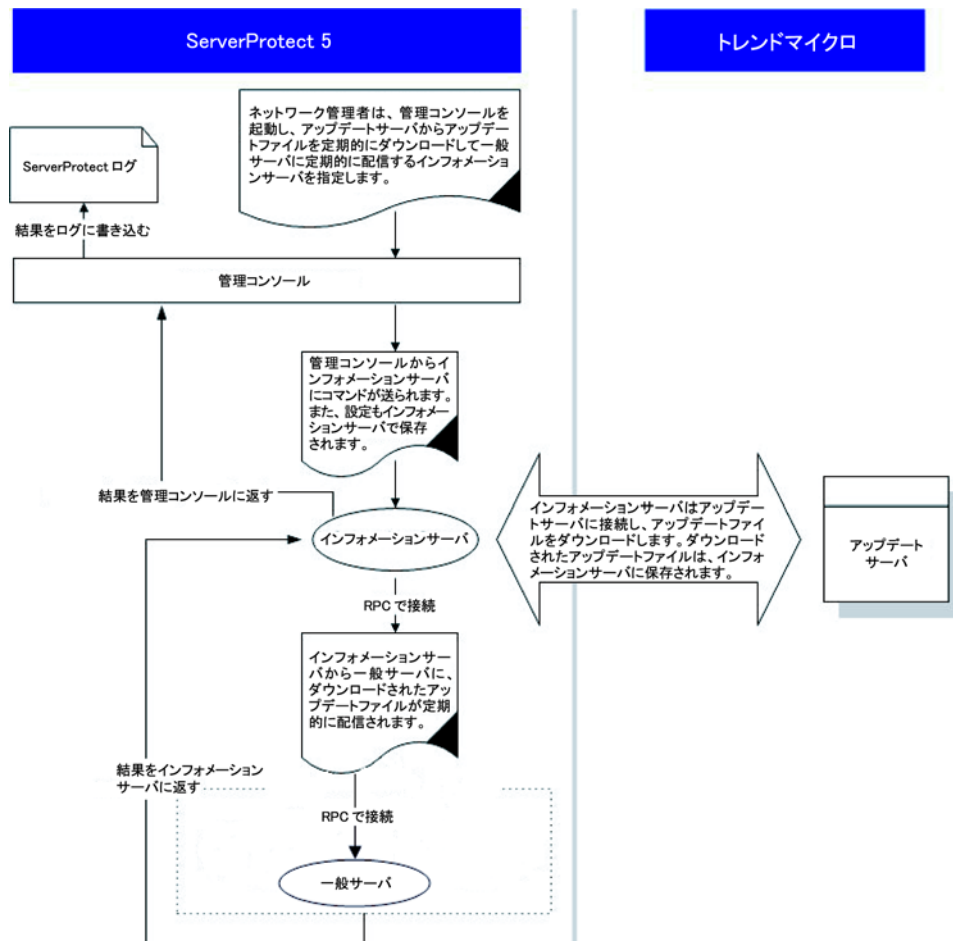 ServerProtect 5
トレンドマイクロ
ネットワーク管理者は、管理コンソールを
起動し、アップデートサーバからアップデー
トファイルを定期的にダウンロードして一般
サーバに定期的に配信するインフォメーショ
ンサーバを指定します。
ServerProtect ログ
結果をログに書き込む
管理コンソール
管理コンソールからイ
ンフォメーションサーバ
にコマンドが送られます。
また、設定もインフォメー
ションサーバで保存
されます。
結果を管理コンソールに返す
インフォメーションサーバ
インフォメーションサーバはアップデー
トサーバに接続し、アップデートファイ
ルをダウンロードします。ダウンロード
されたアップデートファイルは、インフォ
メーションサーバに保存されます。
アップデート
サーバ
RPC で接続
インフォメーションサー
バから一般サーバに、
ダウンロードされたアッ
プデートファイルが定期
的に配信されます。
結果をインフォメーション
サーバに返す
RPC で接続
一般サーバ